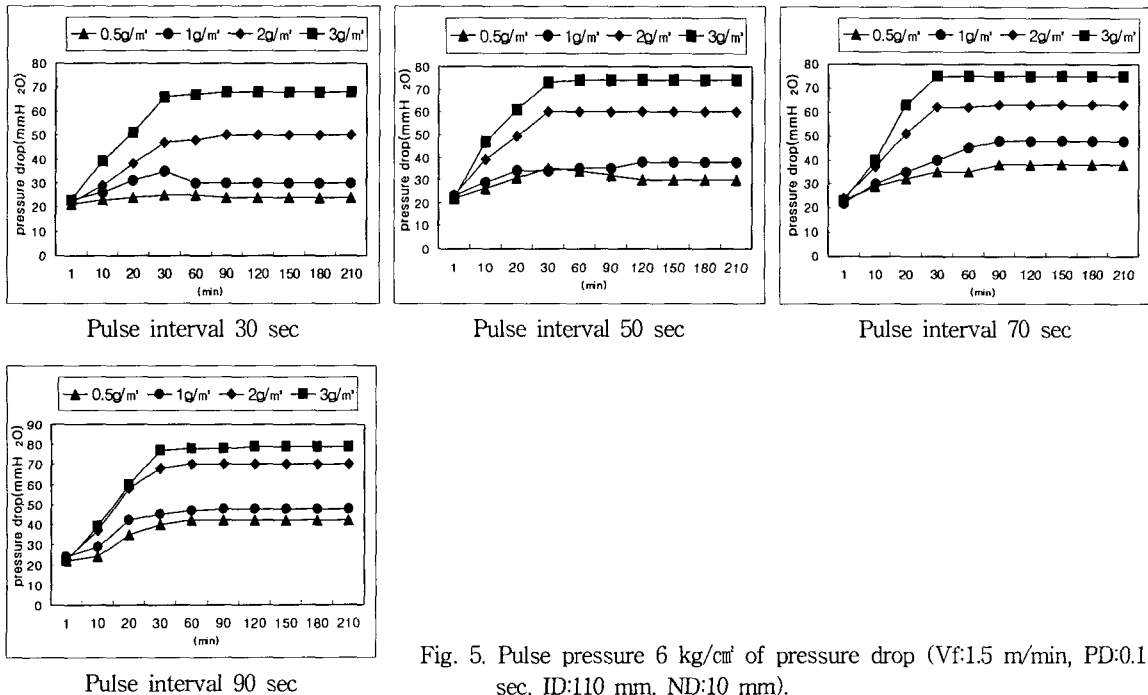 0.5g/㎥ 1g/㎥ 2g/㎥ 3g/㎥
pressure drop(mmH 2O)
80
70
60
50
40
30
20
10
0
1 10 20 30 60 90 120 150 180 210
(min)
Pulse interval 30 sec
0.5g/㎥ 1g/㎥ 2g/㎥ 3g/㎥
pressure drop(mmH 2O)
80
70
60
50
40
30
20
10
0
1 10 20 30 60 90 120 150 180 210
(min)
Pulse interval 50 sec
0.5g/㎥ 1g/㎥ 2g/㎥ 3g/㎥
pressure drop(mmH 2O)
80
70
60
50
40
30
20
10
0
1 10 20 30 60 90 120 150 180 210
(min)
Pulse interval 70 sec
0.5g/㎥ 1g/㎥ 2g/㎥ 3g/㎥
pressure drop(mmH 2O)
90
80
70
60
50
40
30
20
10
0
1 10 20 30 60 90 120 150 180 210
(min)
Pulse interval 90 sec
Fig. 5. Pulse pressure 6 kg/㎠ of pressure drop (Vf:1.5 m/min, PD:0.1
sec, ID:110 mm, ND:10 mm).